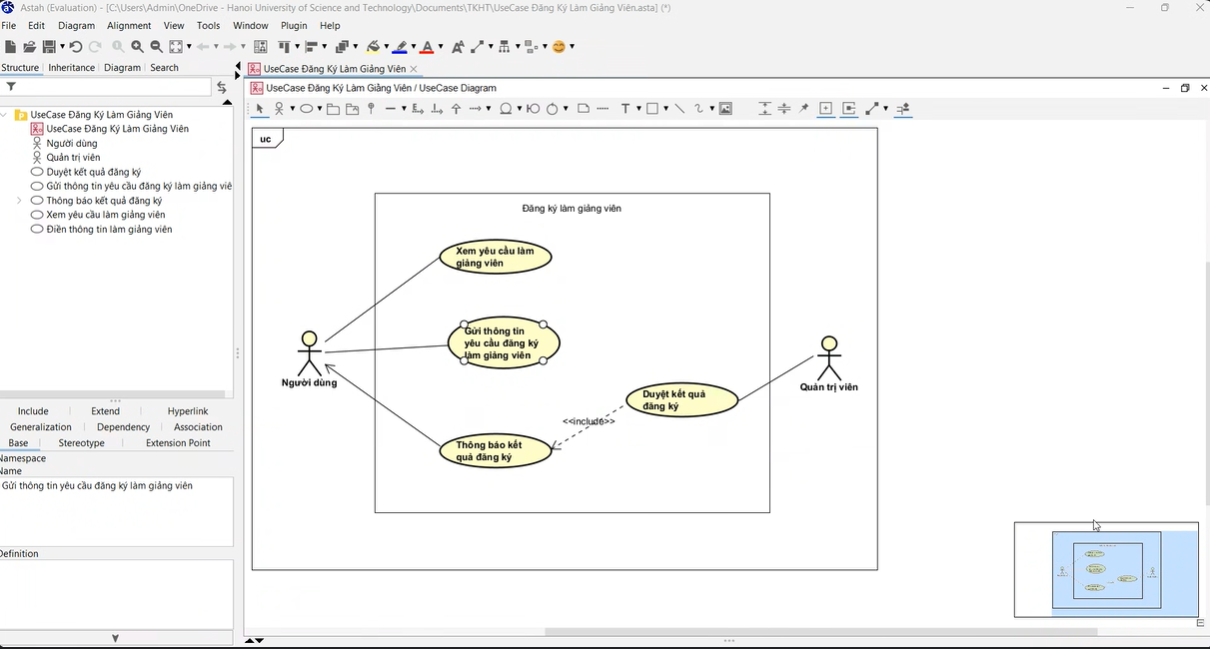 Astah (Evaluation) - [C:\Users\Admin\OneDrive - Hanoi University of Science and Technology\Documents\TKHT\UseCase Đăng Ký Làm Giảng Viên.asta] (*)
File Edit Diagram Alignment View Tools Window Plugin Help
Structure Inheritance Diagram Search
UseCase Đăng Ký Làm Giảng Viên
UseCase Đăng Ký Làm Giảng Viên / UseCase Diagram
UseCase Đăng Ký Làm Giảng Viên
UseCase Đăng Ký Làm Giảng Viên
Người dùng
Quản trị viên
Duyệt kết quả đăng ký
Gửi thông tin yêu cầu đăng ký làm giảng viê
Thông báo kết quả đăng ký
Xem yêu cầu làm giảng viên
Điền thông tin làm giảng viên
Include Extend Hyperlink
Generalization Dependency Association
Base Stereotype Extension Point
Namespace
Name
Gửi thông tin yêu cầu đăng ký làm giảng viên
Definition
uc
Đăng ký làm giảng viên
Xem yêu cầu làm
giảng viên
Gửi thông tin
yêu cầu đăng ký
làm giảng viên
Người dùng
Quản trị viên
Duyệt kết quả
đăng ký
<<include>>
Thông báo kết
quả đăng ký